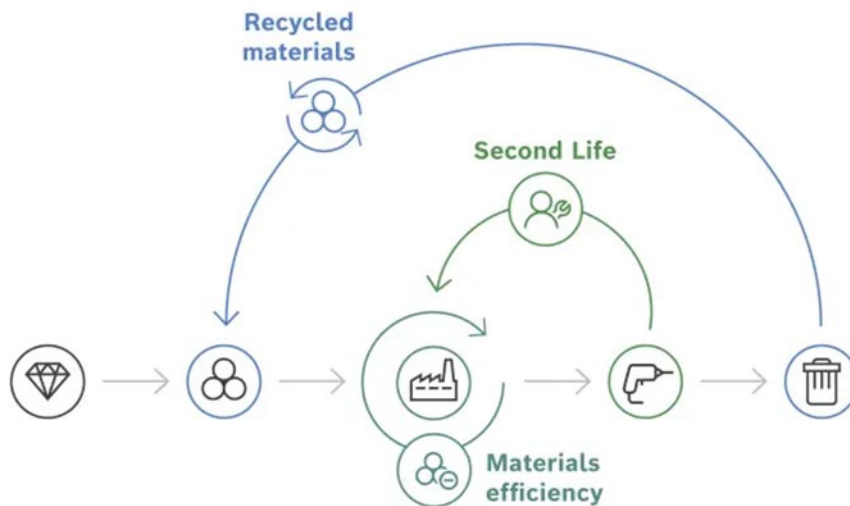 Recycled
materials
Second Life
Materials
efficiency